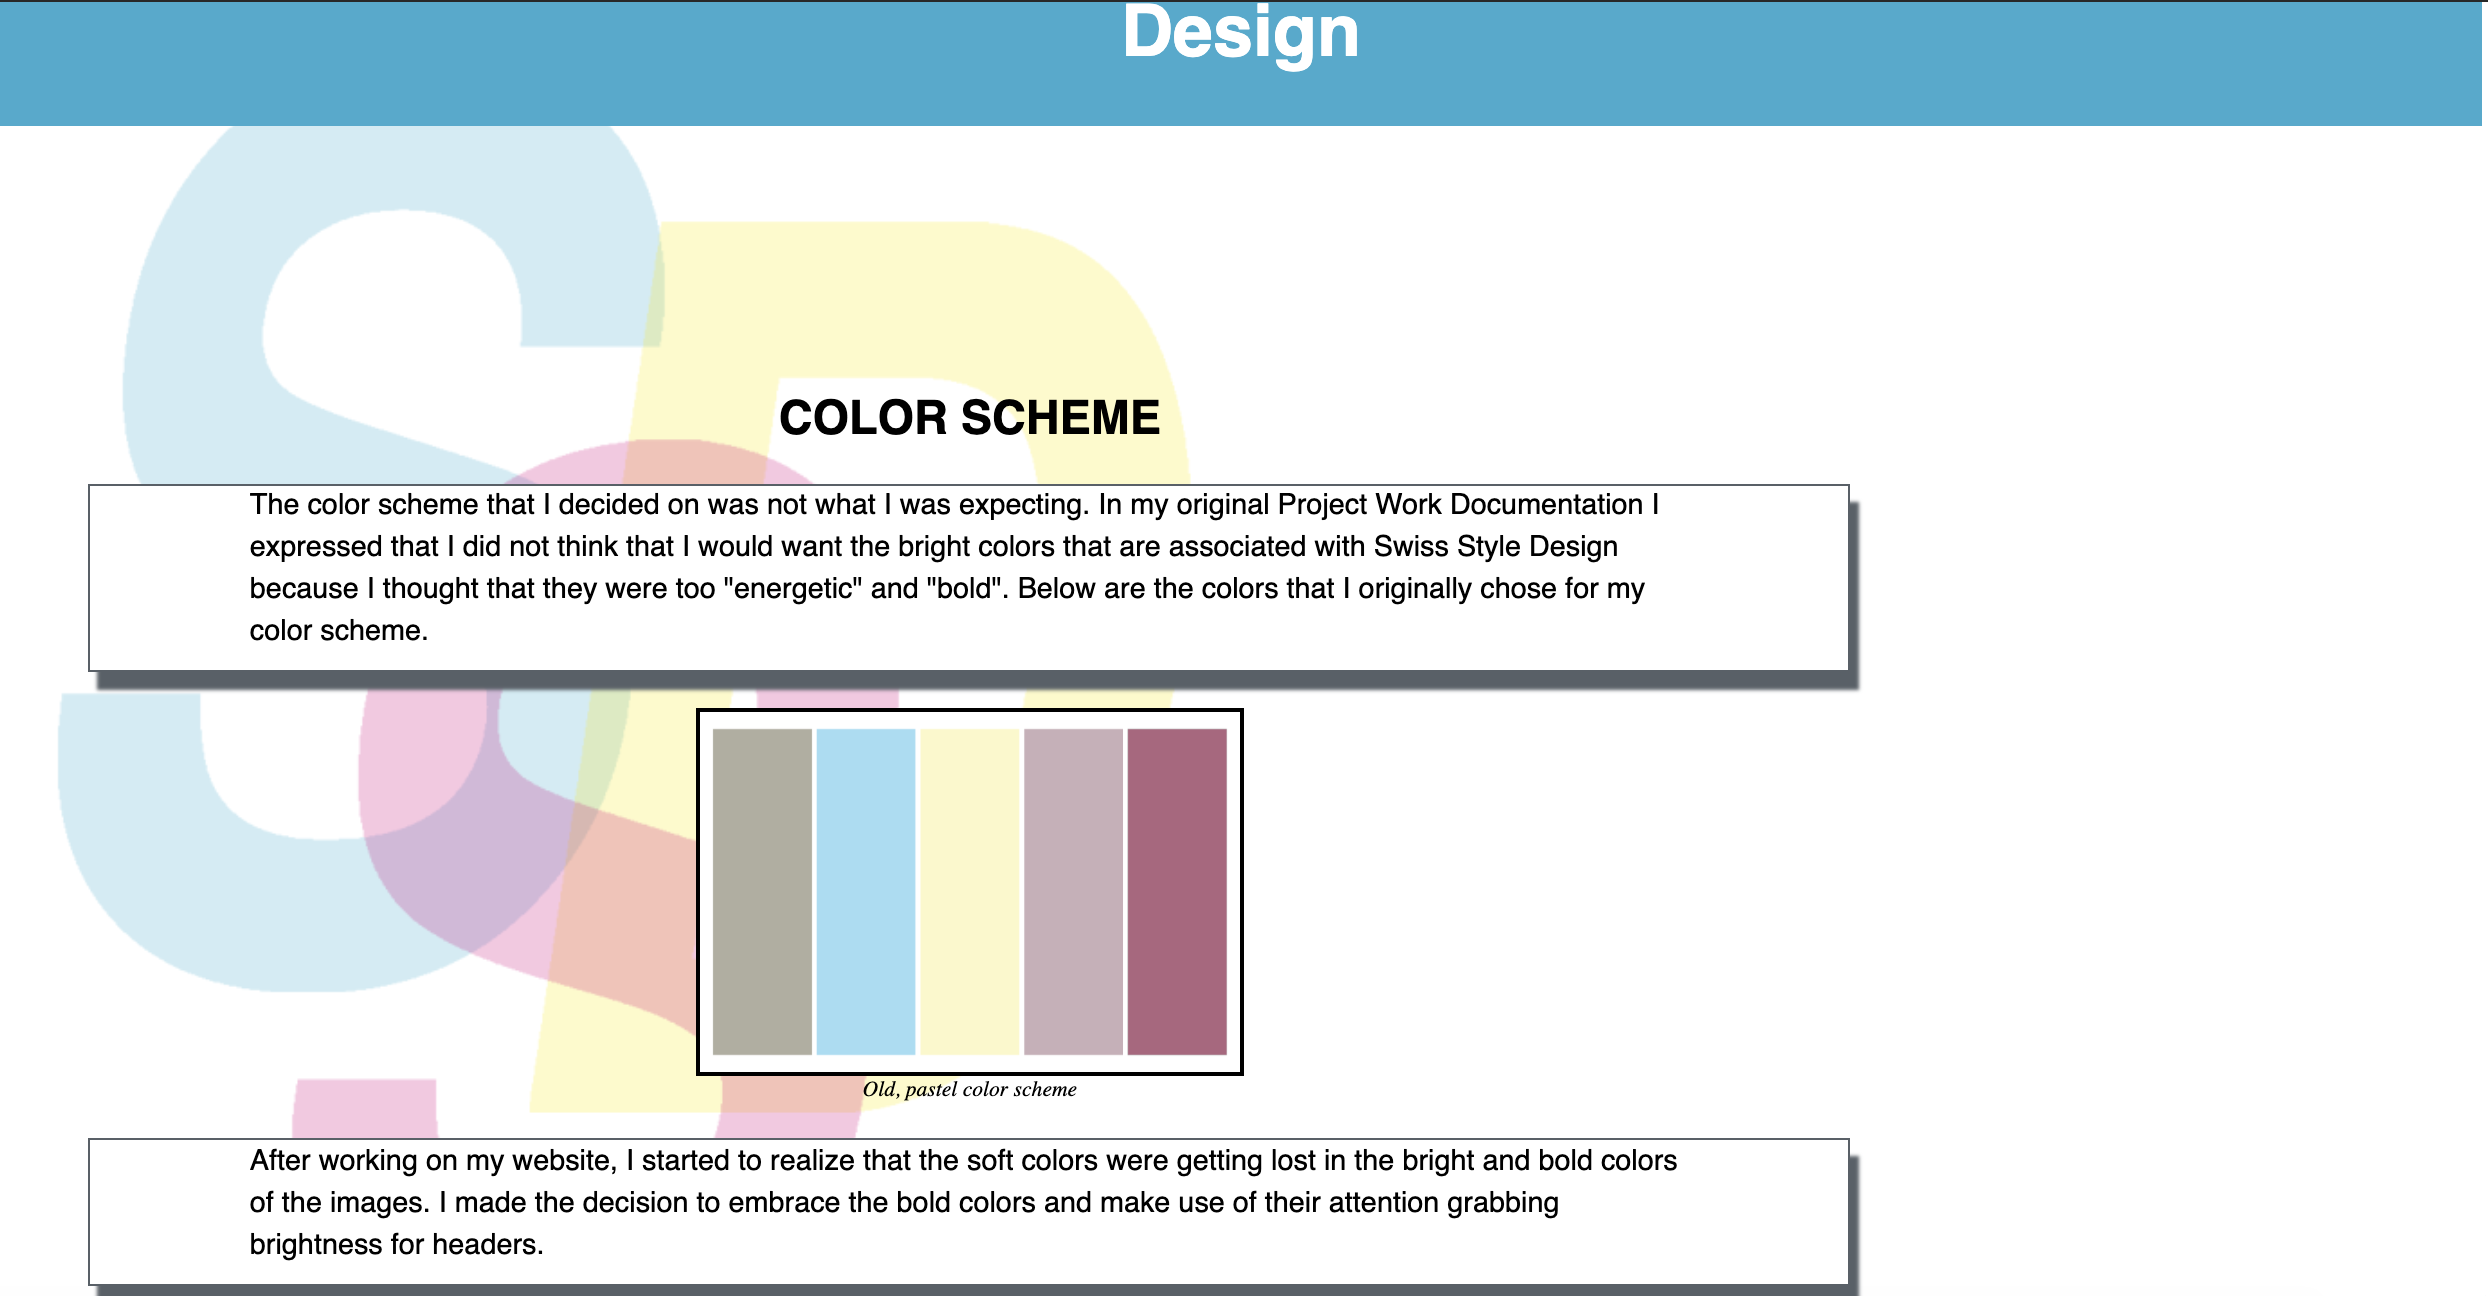 Design
COLOR SCHEME
The color scheme that I decided on was not what I was expecting. In my original Project Work Documentation I
expressed that I did not think that I would want the bright colors that are associated with Swiss Style Design
because I thought that they were too "energetic" and "bold". Below are the colors that I originally chose for my
color scheme.
Old, pastel color scheme
After working on my website, I started to realize that the soft colors were getting lost in the bright and bold colors
of the images. I made the decision to embrace the bold colors and make use of their attention grabbing
brightness for headers.